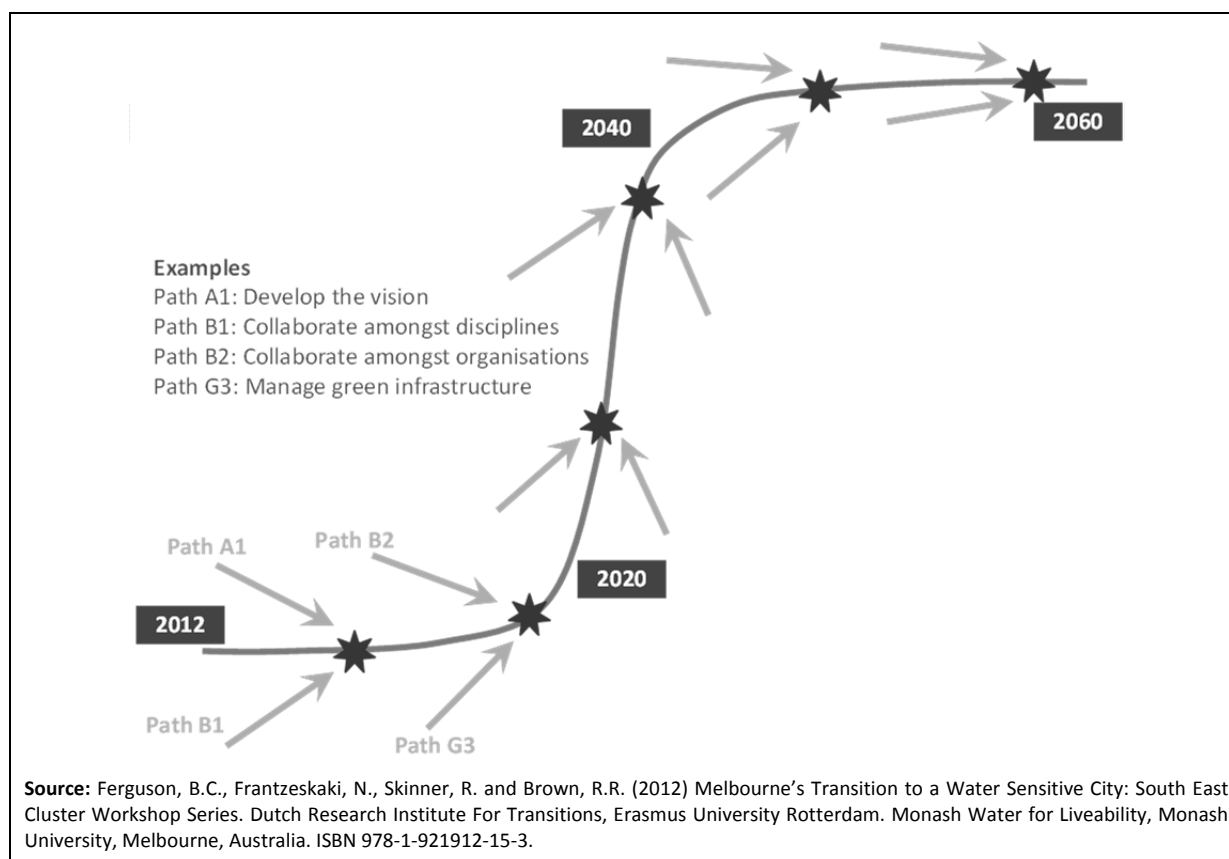 2040
2060
Examples
Path A1: Develop the vision
Path B1: Collaborate amongst disciplines
Path B2: Collaborate amongst organisations
Path G3: Manage green infrastructure
Path A1
Path B2
2020
2012
Path B1
Path G3
Source: Ferguson, B.C., Frantzeskaki, N., Skinner, R. and Brown, R.R. (2012) Melbourne’s Transition to a Water Sensitive City: South East
Cluster Workshop Series. Dutch Research Institute For Transitions, Erasmus University Rotterdam. Monash Water for Liveability, Monash
University, Melbourne, Australia. ISBN 978-1-921912-15-3.